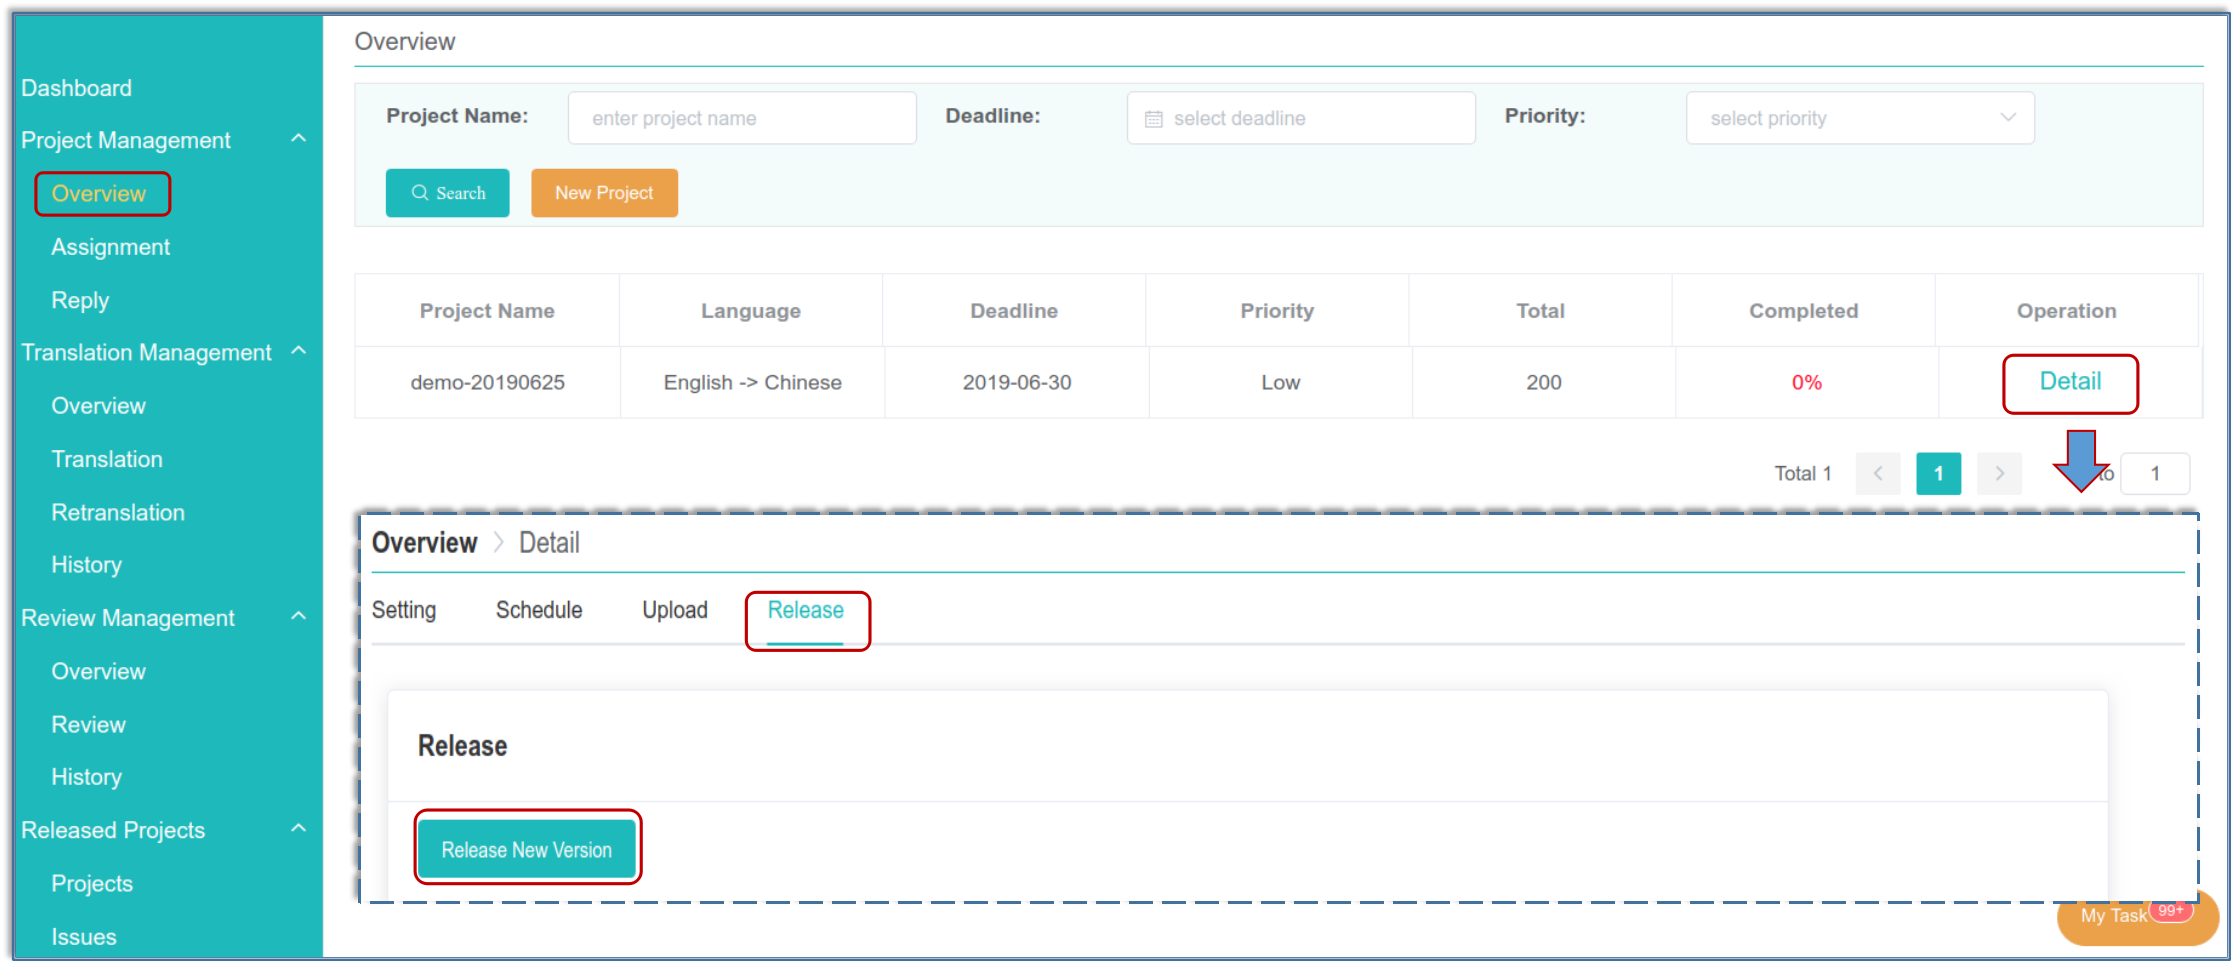 Dashboard
Project Management
Overview
Assignment
Reply
Translation Management
Overview
Translation
Retranslation
History
Review Management
Overview
Review
History
Released Projects
Projects
Issues
Overview
Project Name: enter project name Deadline: select deadline Priority: select priority
Search New Project
Project Name Language Deadline Priority Total Completed Operation
demo-20190625 English -> Chinese 2019-06-30 Low 200 0% Detail
Total 1 < 1 > 1
Overview > Detail
Setting Schedule Upload Release
Release
Release New Version
My Task 99+